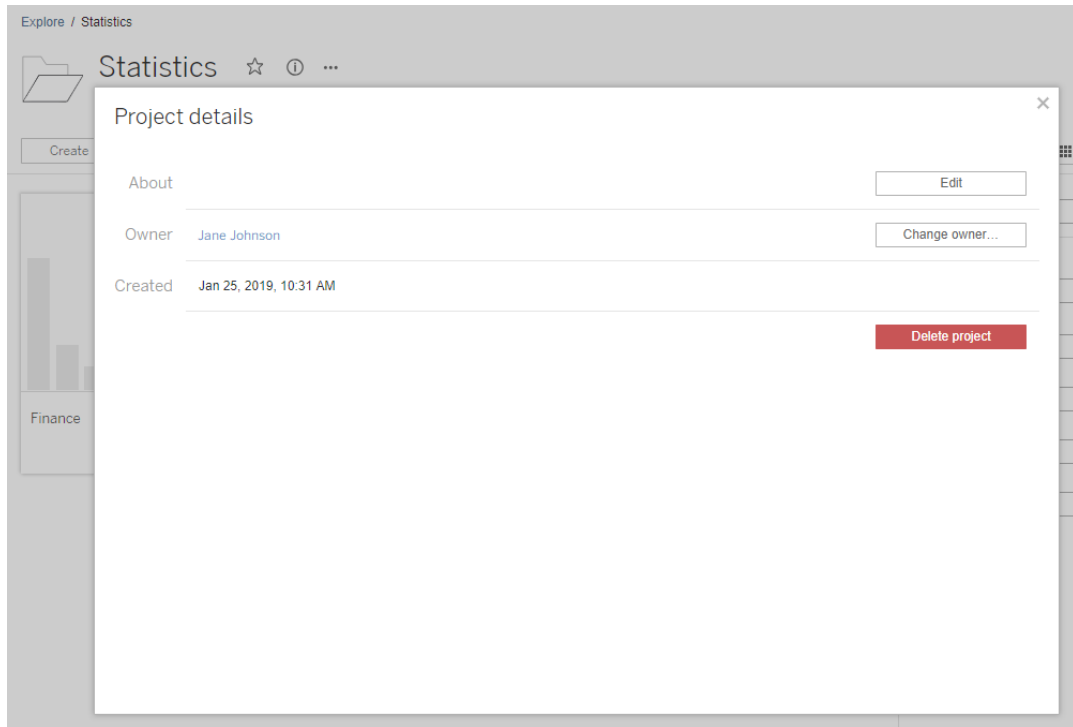 Explore / Statistics
Statistics
Project details
Create
About
Edit
Owner
Jane Johnson
Change owner...
Created
Jan 25, 2019, 10:31 AM
Delete project
Finance